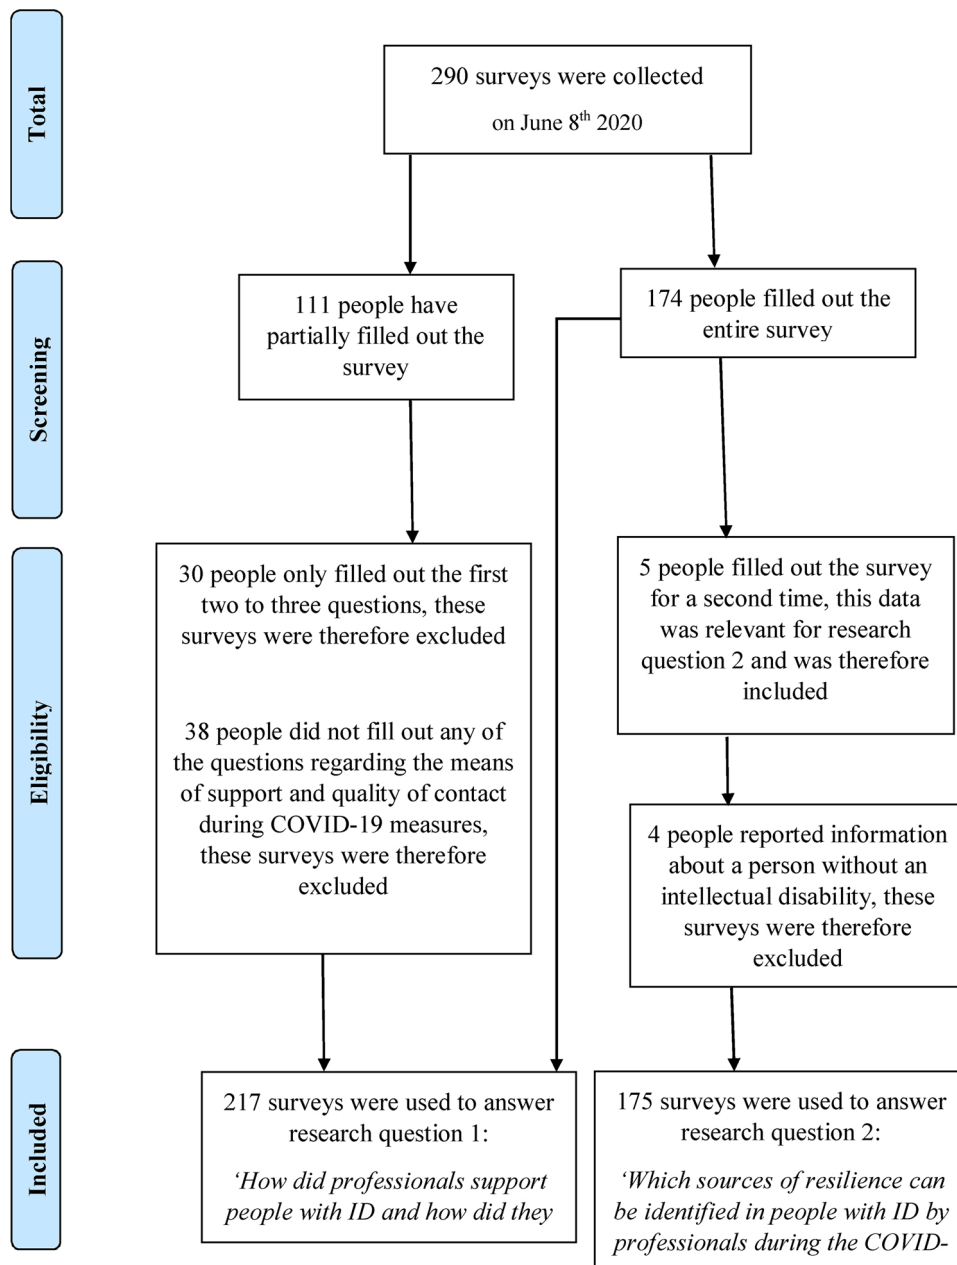 Total
290 surveys were collected
on June 8th 2020
Screening
111 people have
partially filled out the
survey
174 people filled out the
entire survey
Eligibility
30 people only filled out the first
two to three questions, these
surveys were therefore excluded
38 people did not fill out any of
the questions regarding the means
of support and quality of contact
during COVID-19 measures,
these surveys were therefore
excluded
5 people filled out the survey
for a second time, this data
was relevant for research
question 2 and was therefore
included
4 people reported information
about a person without an
intellectual disability, these
surveys were therefore
excluded
Included
217 surveys were used to answer
research question 1:
‘How did professionals support
people with ID and how did they
175 surveys were used to answer
research question 2:
‘Which sources of resilience can
be identified in people with ID by
professionals during the COVID-